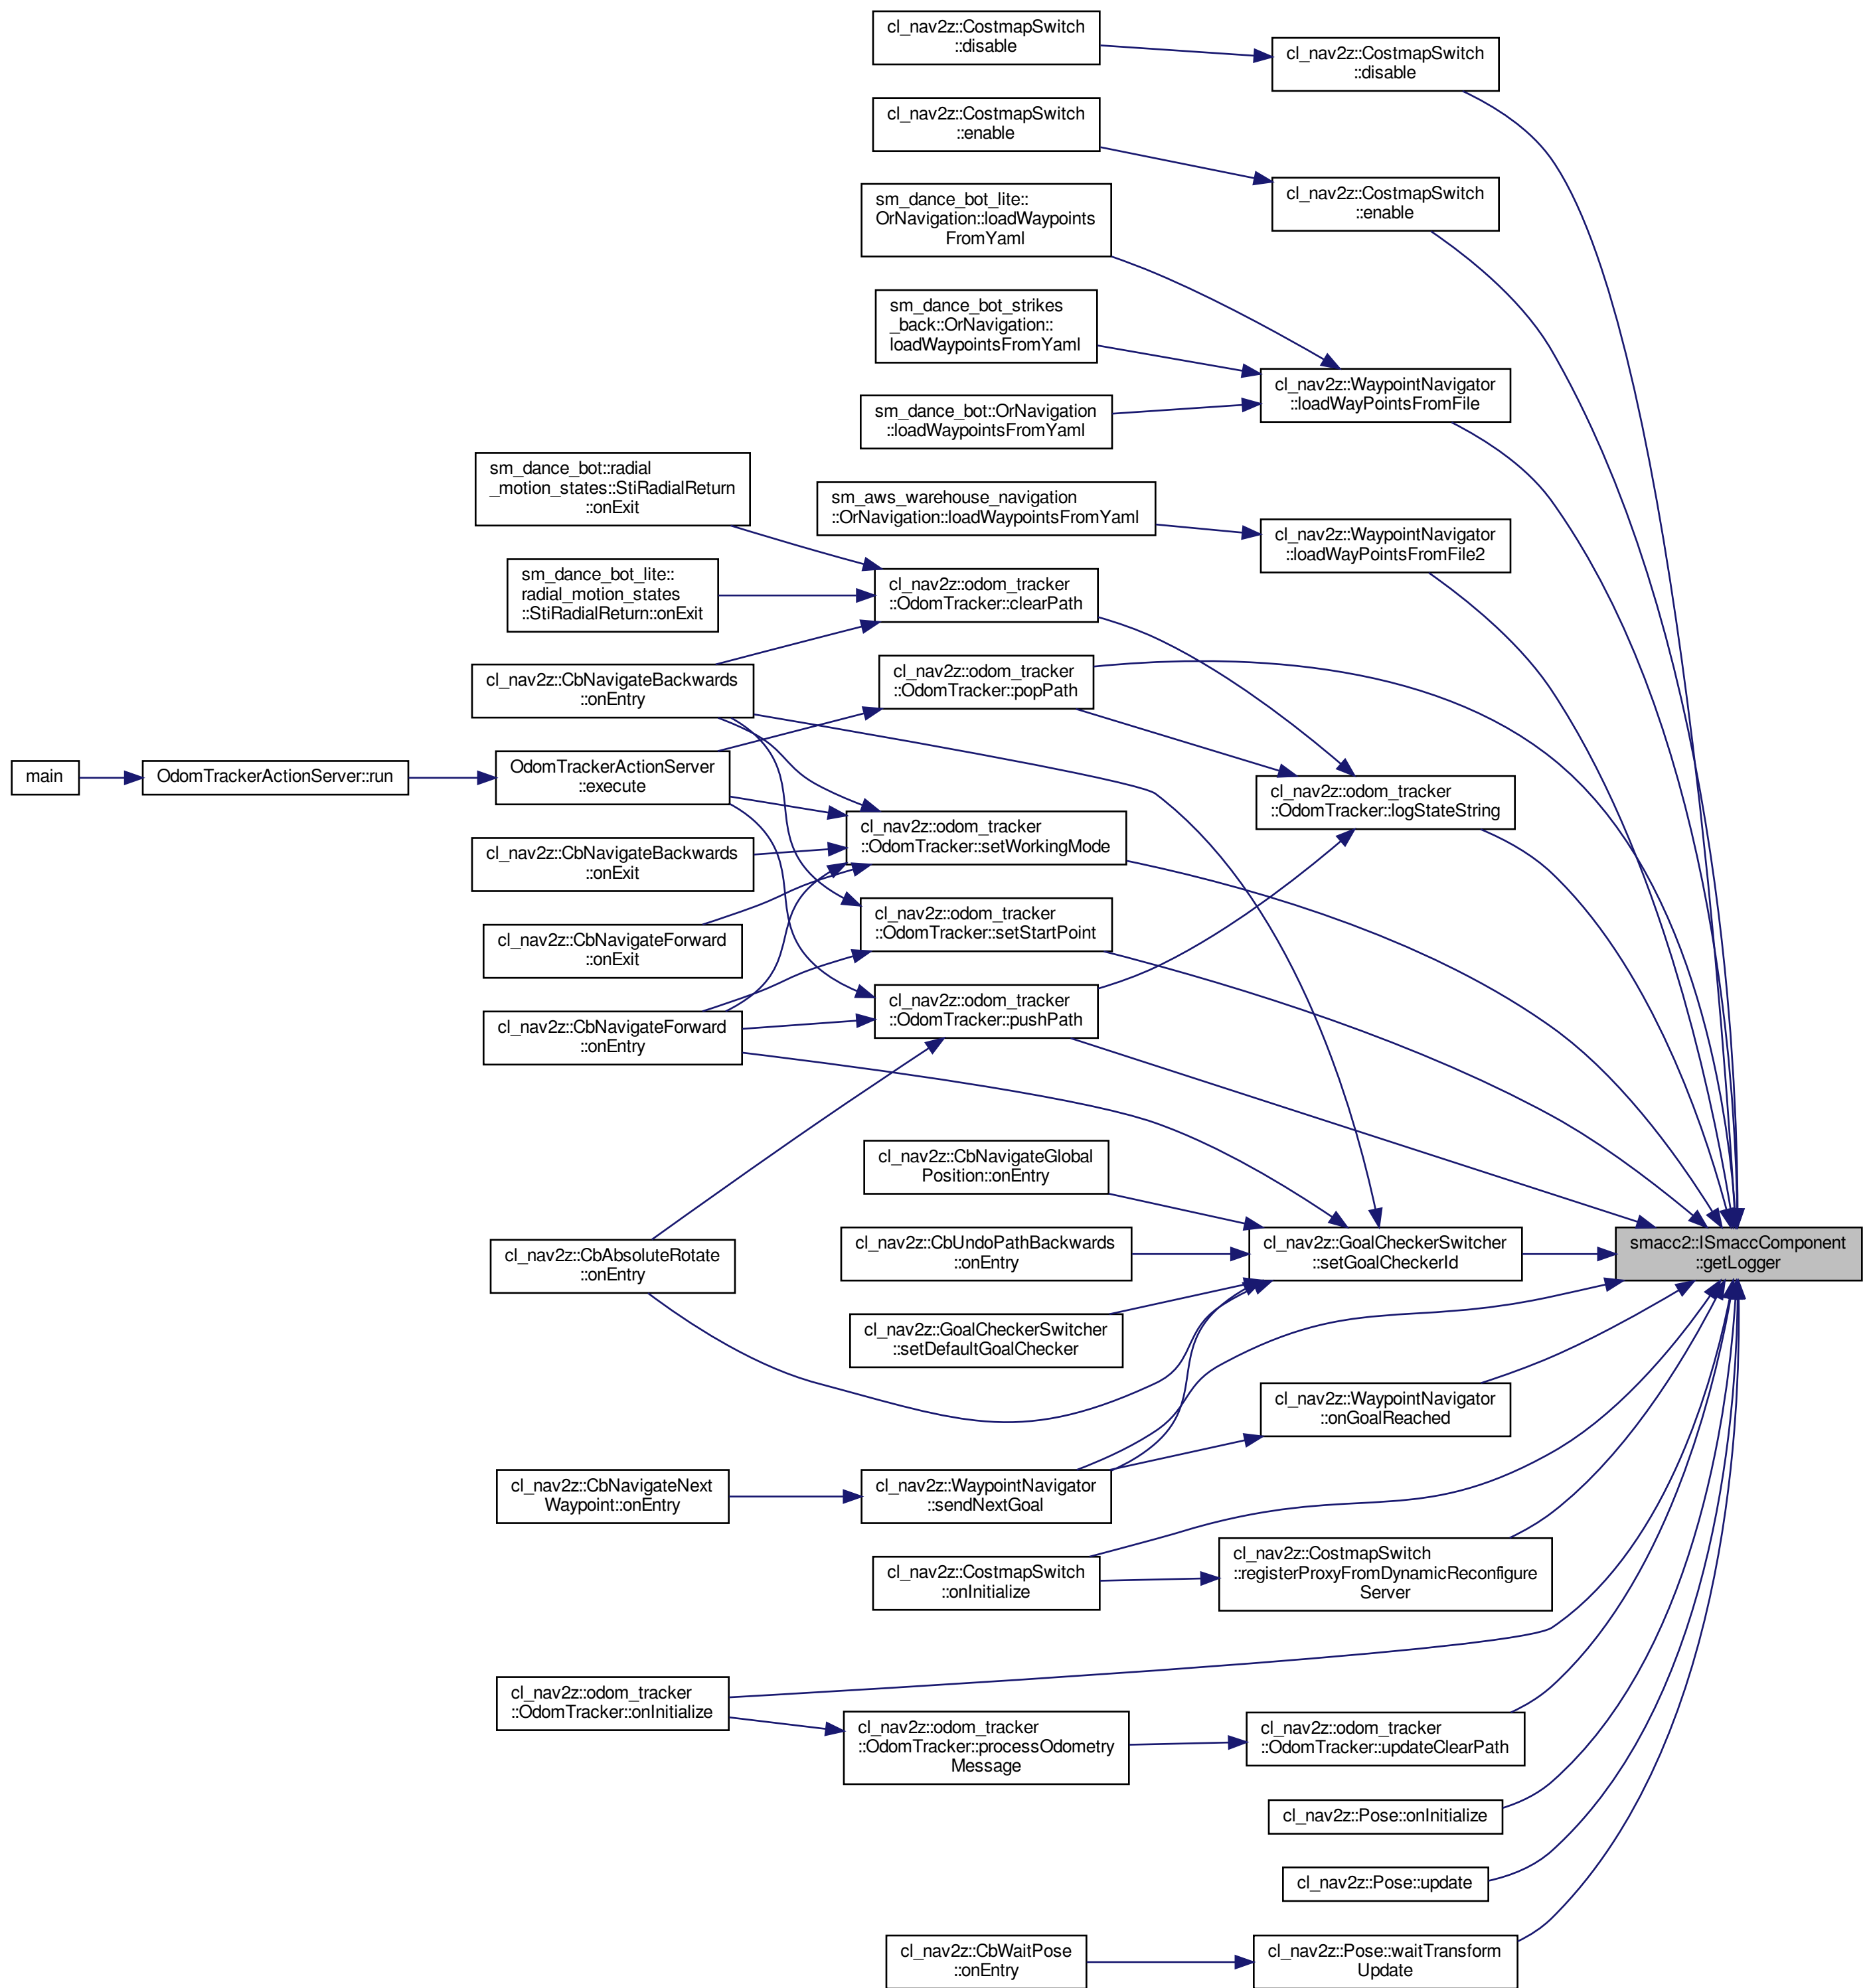 cl_nav2z::CostmapSwitch
::disable
cl_nav2z::CostmapSwitch
::disable
cl_nav2z::CostmapSwitch
::enable
cl_nav2z::CostmapSwitch
::enable
sm_dance_bot_lite::
OrNavigation::loadWaypoints
FromYaml
sm_dance_bot_strikes
_back::OrNavigation::
loadWaypointsFromYaml
cl_nav2z::WaypointNavigator
::loadWayPointsFromFile
sm_dance_bot::OrNavigation
::loadWaypointsFromYaml
sm_dance_bot::radial
_motion_states::StiRadialReturn
::onExit
sm_aws_warehouse_navigation
::OrNavigation::loadWaypointsFromYaml
cl_nav2z::WaypointNavigator
::loadWayPointsFromFile2
sm_dance_bot_lite::
radial_motion_states
::StiRadialReturn::onExit
cl_nav2z::odom_tracker
::OdomTracker::clearPath
cl_nav2z::CbNavigateBackwards
::onEntry
cl_nav2z::odom_tracker
::OdomTracker::popPath
main
OdomTrackerActionServer::run
OdomTrackerActionServer
::execute
cl_nav2z::odom_tracker
::OdomTracker::logStateString
cl_nav2z::odom_tracker
::OdomTracker::setWorkingMode
cl_nav2z::CbNavigateBackwards
::onExit
cl_nav2z::odom_tracker
::OdomTracker::setStartPoint
cl_nav2z::CbNavigateForward
::onExit
cl_nav2z::odom_tracker
::OdomTracker::pushPath
cl_nav2z::CbNavigateForward
::onEntry
cl_nav2z::CbNavigateGlobal
Position::onEntry
cl_nav2z::CbUndoPathBackwards
::onEntry
cl_nav2z::GoalCheckerSwitcher
::setGoalCheckerId
smacc2::ISmaccComponent
::getLogger
cl_nav2z::CbAbsoluteRotate
::onEntry
cl_nav2z::GoalCheckerSwitcher
::setDefaultGoalChecker
cl_nav2z::WaypointNavigator
::onGoalReached
cl_nav2z::CbNavigateNext
Waypoint::onEntry
cl_nav2z::WaypointNavigator
::sendNextGoal
cl_nav2z::CostmapSwitch
::onInitialize
cl_nav2z::CostmapSwitch
::registerProxyFromDynamicReconfigure
Server
cl_nav2z::odom_tracker
::OdomTracker::onInitialize
cl_nav2z::odom_tracker
::OdomTracker::processOdometry
Message
cl_nav2z::odom_tracker
::OdomTracker::updateClearPath
cl_nav2z::Pose::onInitialize
cl_nav2z::Pose::update
cl_nav2z::CbWaitPose
::onEntry
cl_nav2z::Pose::waitTransform
Update